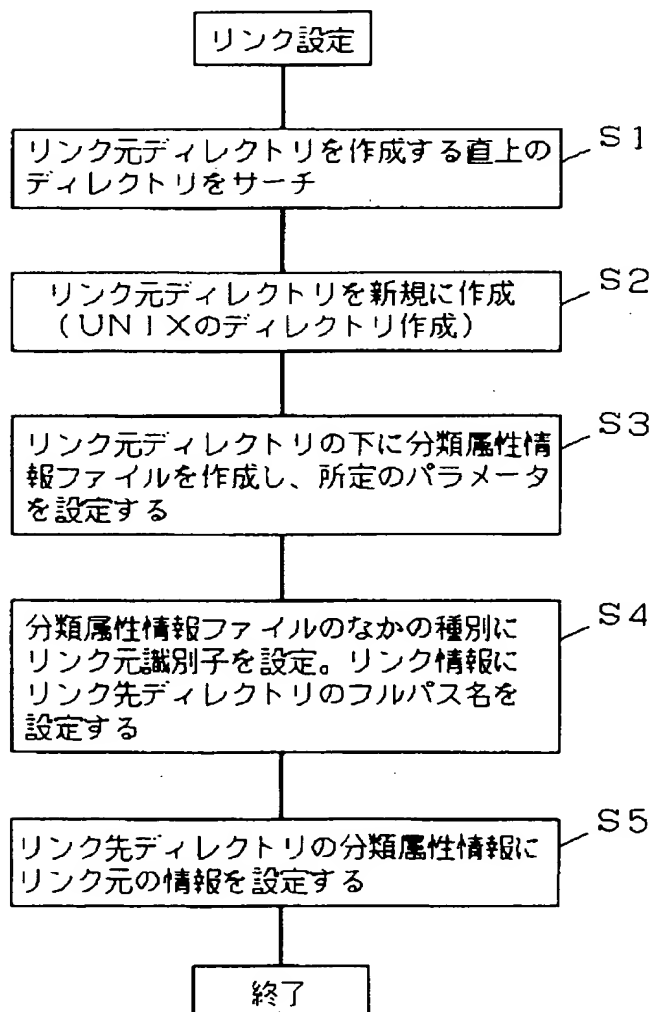 リンク設定
S1
リンク元ディレクトリを作成する直上の
ディレクトリをサーチ
S2
リンク元ディレクトリを新規に作成
(UNIXのディレクトリ作成)
S3
リンク元ディレクトリの下に分類属性情
報ファイルを作成し、所定のパラメータ
を設定する
S4
分類属性情報ファイルのなかの種別に
リンク元識別子を設定。リンク情報に
リンク先ディレクトリのフルパス名を
設定する
S5
リンク先ディレクトリの分類属性情報に
リンク元の情報を設定する
終了